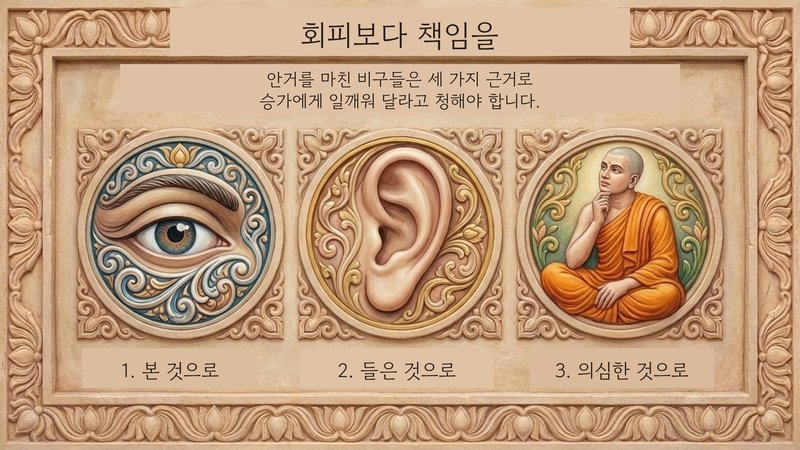 회피보다 책임을
안거를 마친 비구들은 세 가지 근거로
승가에게 일깨워 달라고 청해야 합니다.
1. 본 것으로
2. 들은 것으로
3. 의심한 것으로